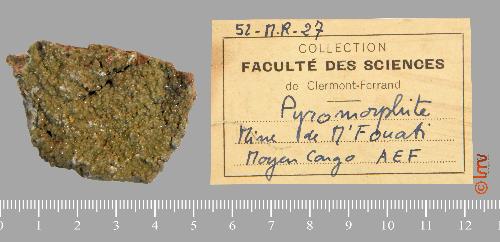 52-M.R-27
COLLECTION
FACULTÉ DES SCIENCES
de Clermont-Ferrand
Pyromorphite
Mine de M'Fouati
Moyen Congo AEF
© lmv
0 1 2 3 4 5 6 7 8 9 10 11 12